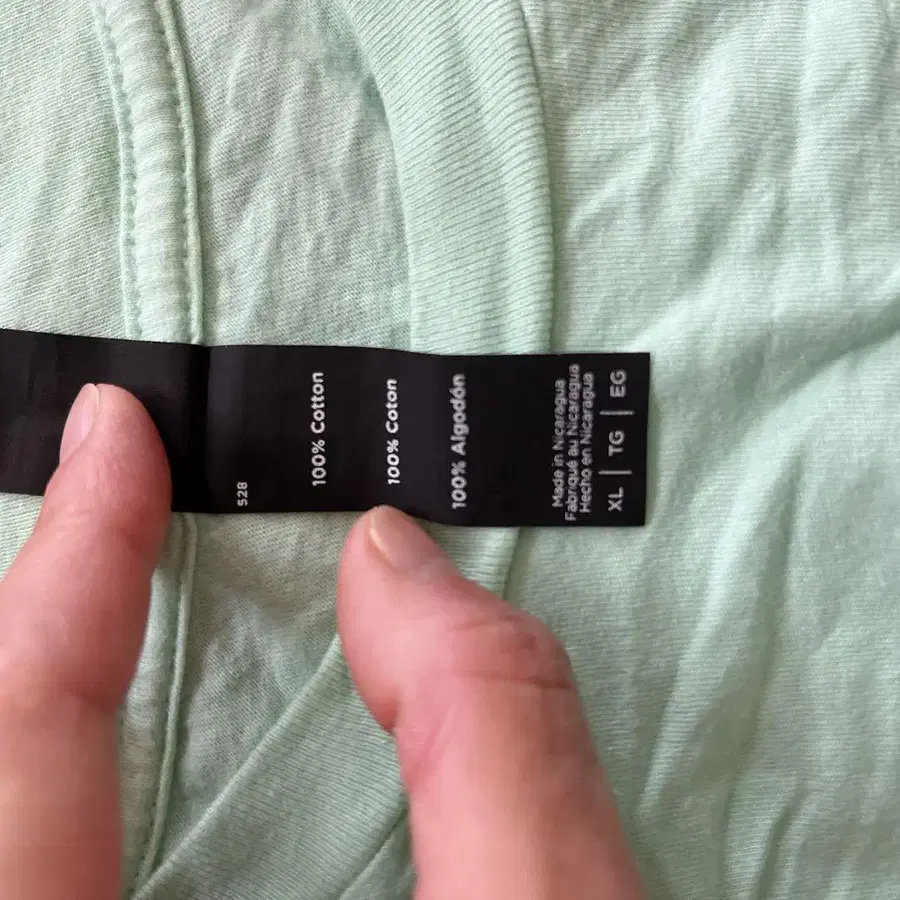 528
100% Cotton
100% Coton
100% Algodón
Made in Nicaragua
Fabriqué au Nicaragua
Hecho en Nicaragua
XL | TG | EG